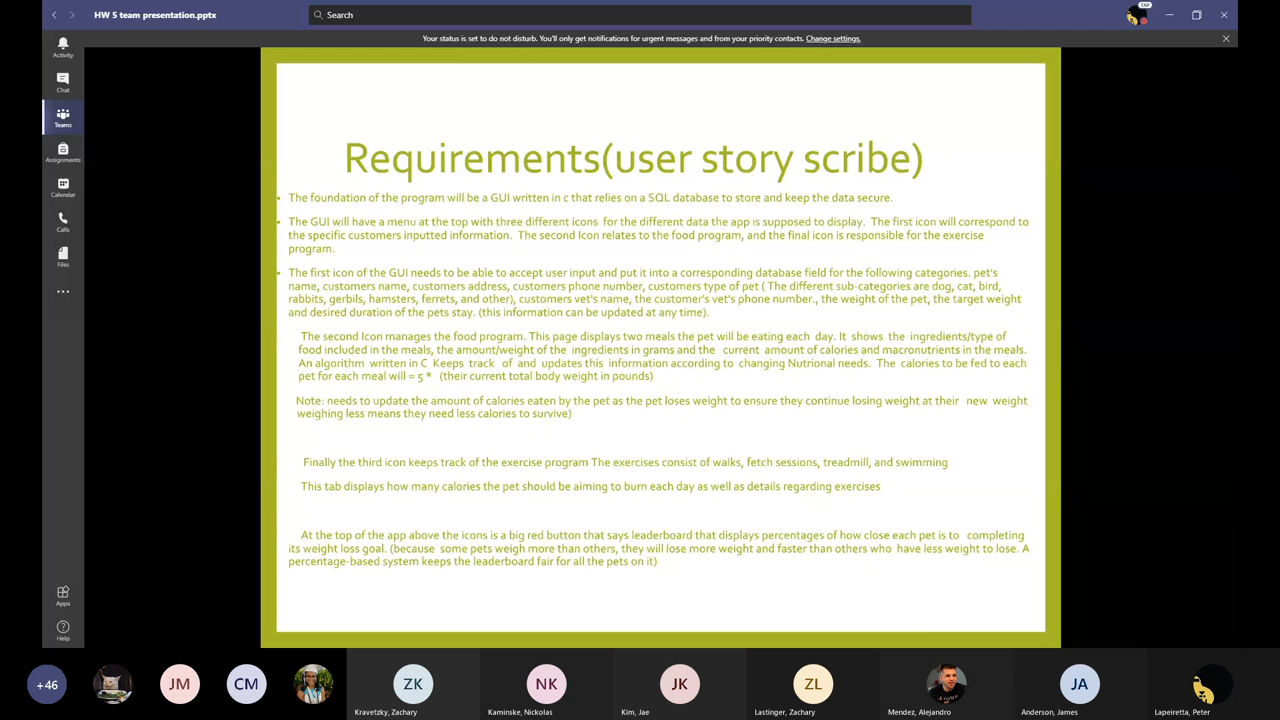 HW 5 team presentation.pptx
Search
TAP
Your status is set to do not disturb. You'll only get notifications for urgent messages and from your priority contacts. Change settings.
Activity
Chat
Teams
Assignments
Calendar
Calls
Files
Apps
Help
Requirements(user story scribe)
The foundation of the program will be a GUI written in c that relies on a SQL database to store and keep the data secure.
The GUI will have a menu at the top with three different icons for the different data the app is supposed to display. The first icon will correspond to
the specific customers inputted information. The second Icon relates to the food program, and the final icon is responsible for the exercise
program.
The first icon of the GUI needs to be able to accept user input and put it into a corresponding database field for the following categories. pet's
name, customers name, customers address, customers phone number, customers type of pet ( The different sub-categories are dog, cat, bird,
rabbits, gerbils, hamsters, ferrets, and other), customers vet's name, the customer's vet's phone number., the weight of the pet, the target weight
and desired duration of the pets stay. (this information can be updated at any time).
The second Icon manages the food program. This page displays two meals the pet will be eating each day. It shows the ingredients/type of
food included in the meals, the amount/weight of the ingredients in grams and the current amount of calories and macronutrients in the meals.
An algorithm written in C Keeps track of and updates this information according to changing Nutrional needs. The calories to be fed to each
pet for each meal will = 5 * (their current total body weight in pounds)
Note: needs to update the amount of calories eaten by the pet as the pet loses weight to ensure they continue losing weight at their new weight
weighing less means they need less calories to survive)
Finally the third icon keeps track of the exercise program The exercises consist of walks, fetch sessions, treadmill, and swimming
This tab displays how many calories the pet should be aiming to burn each day as well as details regarding exercises
At the top of the app above the icons is a big red button that says leaderboard that displays percentages of how close each pet is to completing
its weight loss goal. (because some pets weigh more than others, they will lose more weight and faster than others who have less weight to lose. A
percentage-based system keeps the leaderboard fair for all the pets on it)
+46
JM
CM
ZK
NK
JK
ZL
JA
Kravetzky, Zachary
Kaminske, Nickolas
Kim, Jae
Lastinger, Zachary
Mendez, Alejandro
Anderson, James
Lapeiretta, Peter